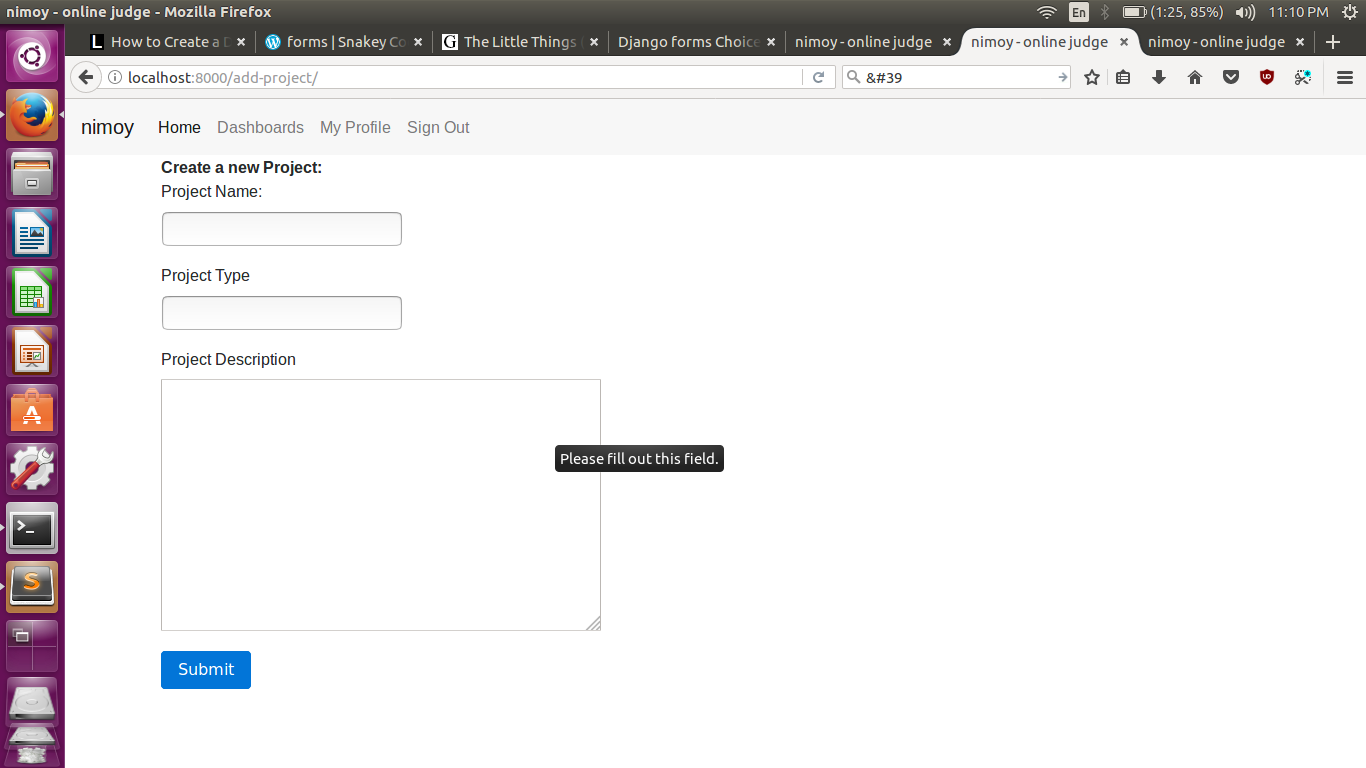 nimoy - online judge - Mozilla Firefox
En
(1:25, 85%)
11:10 PM
How to Create a D
forms | Snakey Co
The Little Things (
Django forms Choice
nimoy - online judge
nimoy - online judge
nimoy - online judge
localhost:8000/add-project/
&#39
nimoy
Home
Dashboards
My Profile
Sign Out
Create a new Project:
Project Name:
Project Type
Project Description
Please fill out this field.
Submit